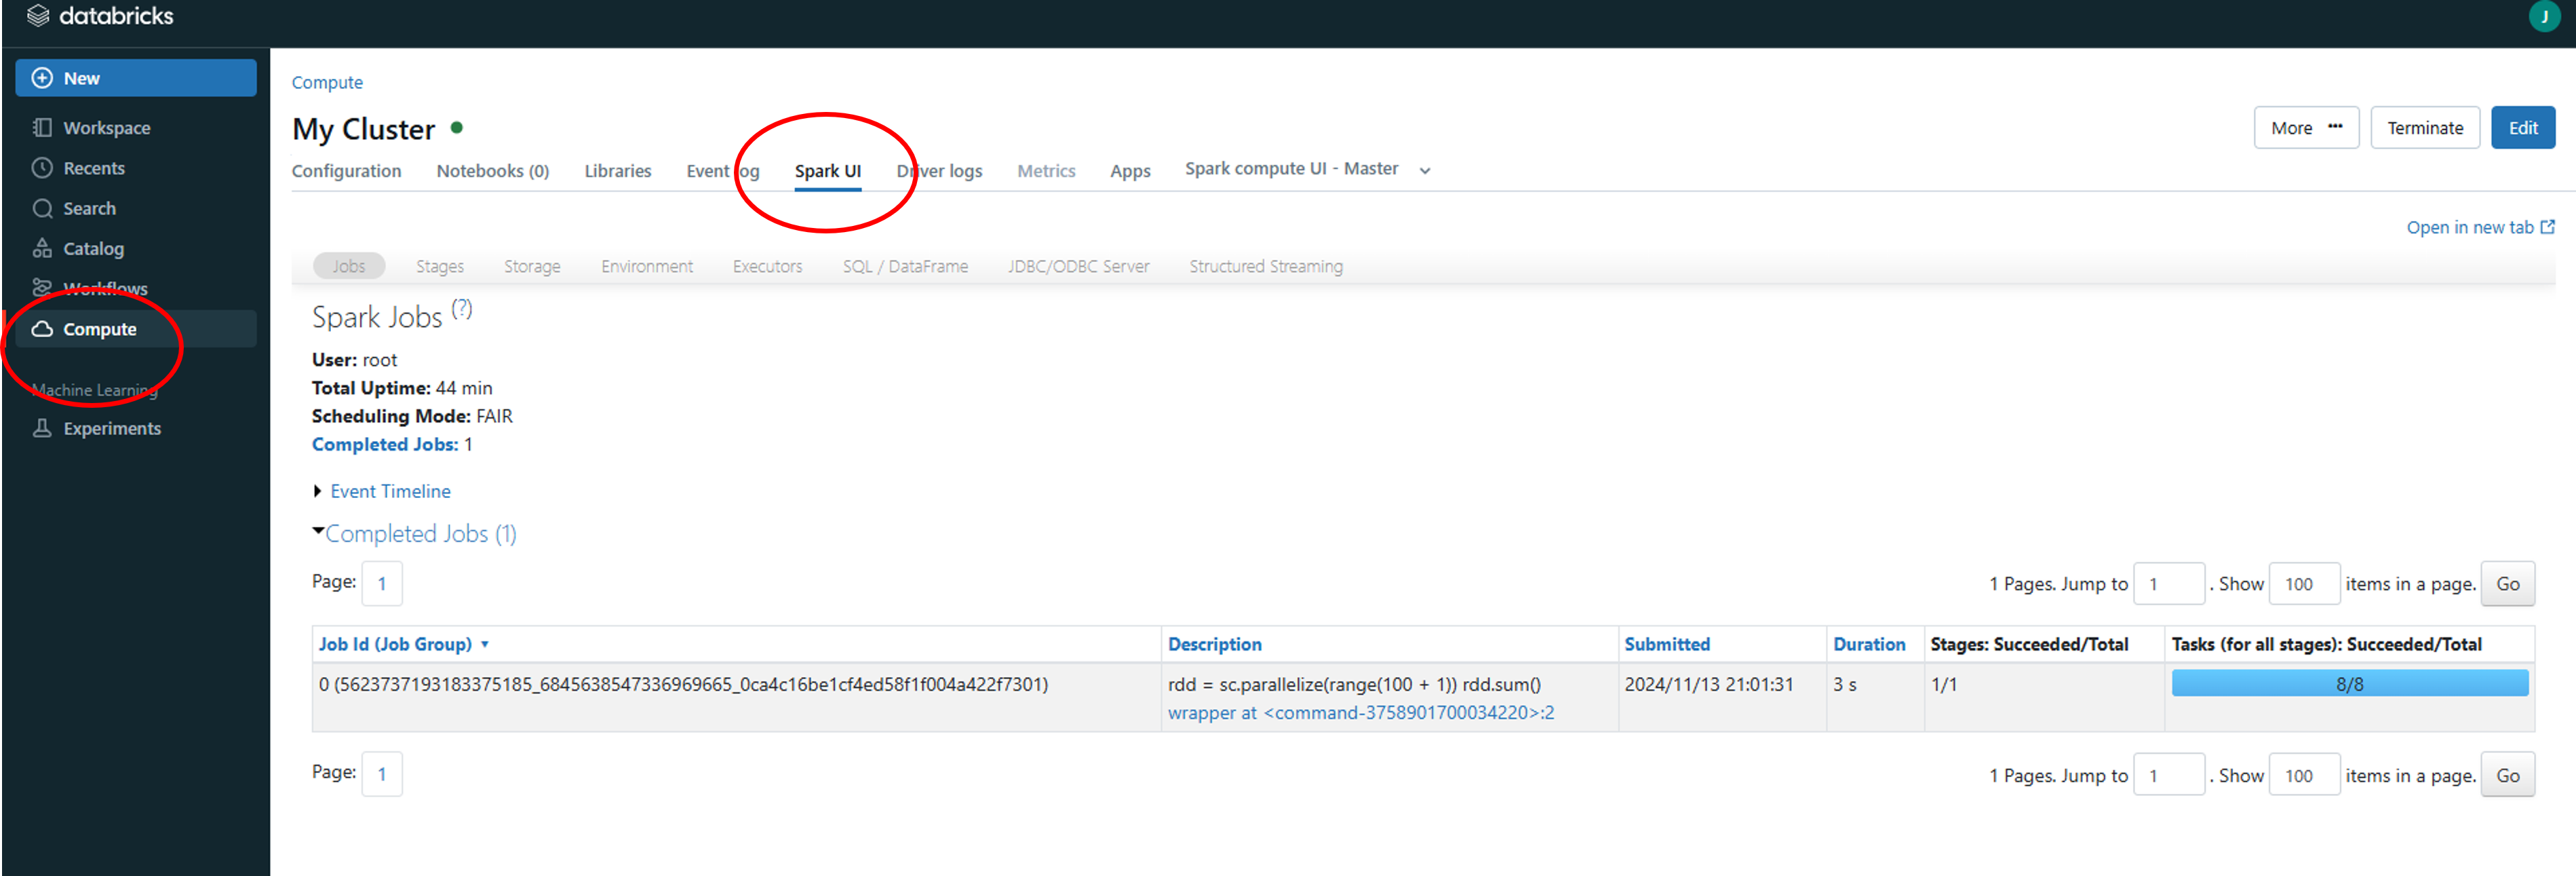 databricks
J
New
Workspace
Recents
Search
Catalog
Workflows
Compute
Machine Learning
Experiments
Compute
My Cluster
More ··· Terminate Edit
Configuration Notebooks (0) Libraries Event log Spark UI Driver logs Metrics Apps Spark compute UI - Master
Open in new tab
Jobs Stages Storage Environment Executors SQL / DataFrame JDBC/ODBC Server Structured Streaming
Spark Jobs (?)
User: root
Total Uptime: 44 min
Scheduling Mode: FAIR
Completed Jobs: 1
Event Timeline
Completed Jobs (1)
Page: 1
1 Pages. Jump to 1 . Show 100 items in a page. Go
Job Id (Job Group) Description Submitted Duration Stages: Succeeded/Total Tasks (for all stages): Succeeded/Total
0 (5623737193183375185_6845638547336969665_0ca4c16be1cf4ed58f1f004a422f7301) rdd = sc.parallelize(range(100 + 1)) rdd.sum() 2024/11/13 21:01:31 3 s 1/1 8/8
wrapper at <command-3758901700034220>:2
Page: 1
1 Pages. Jump to 1 . Show 100 items in a page. Go